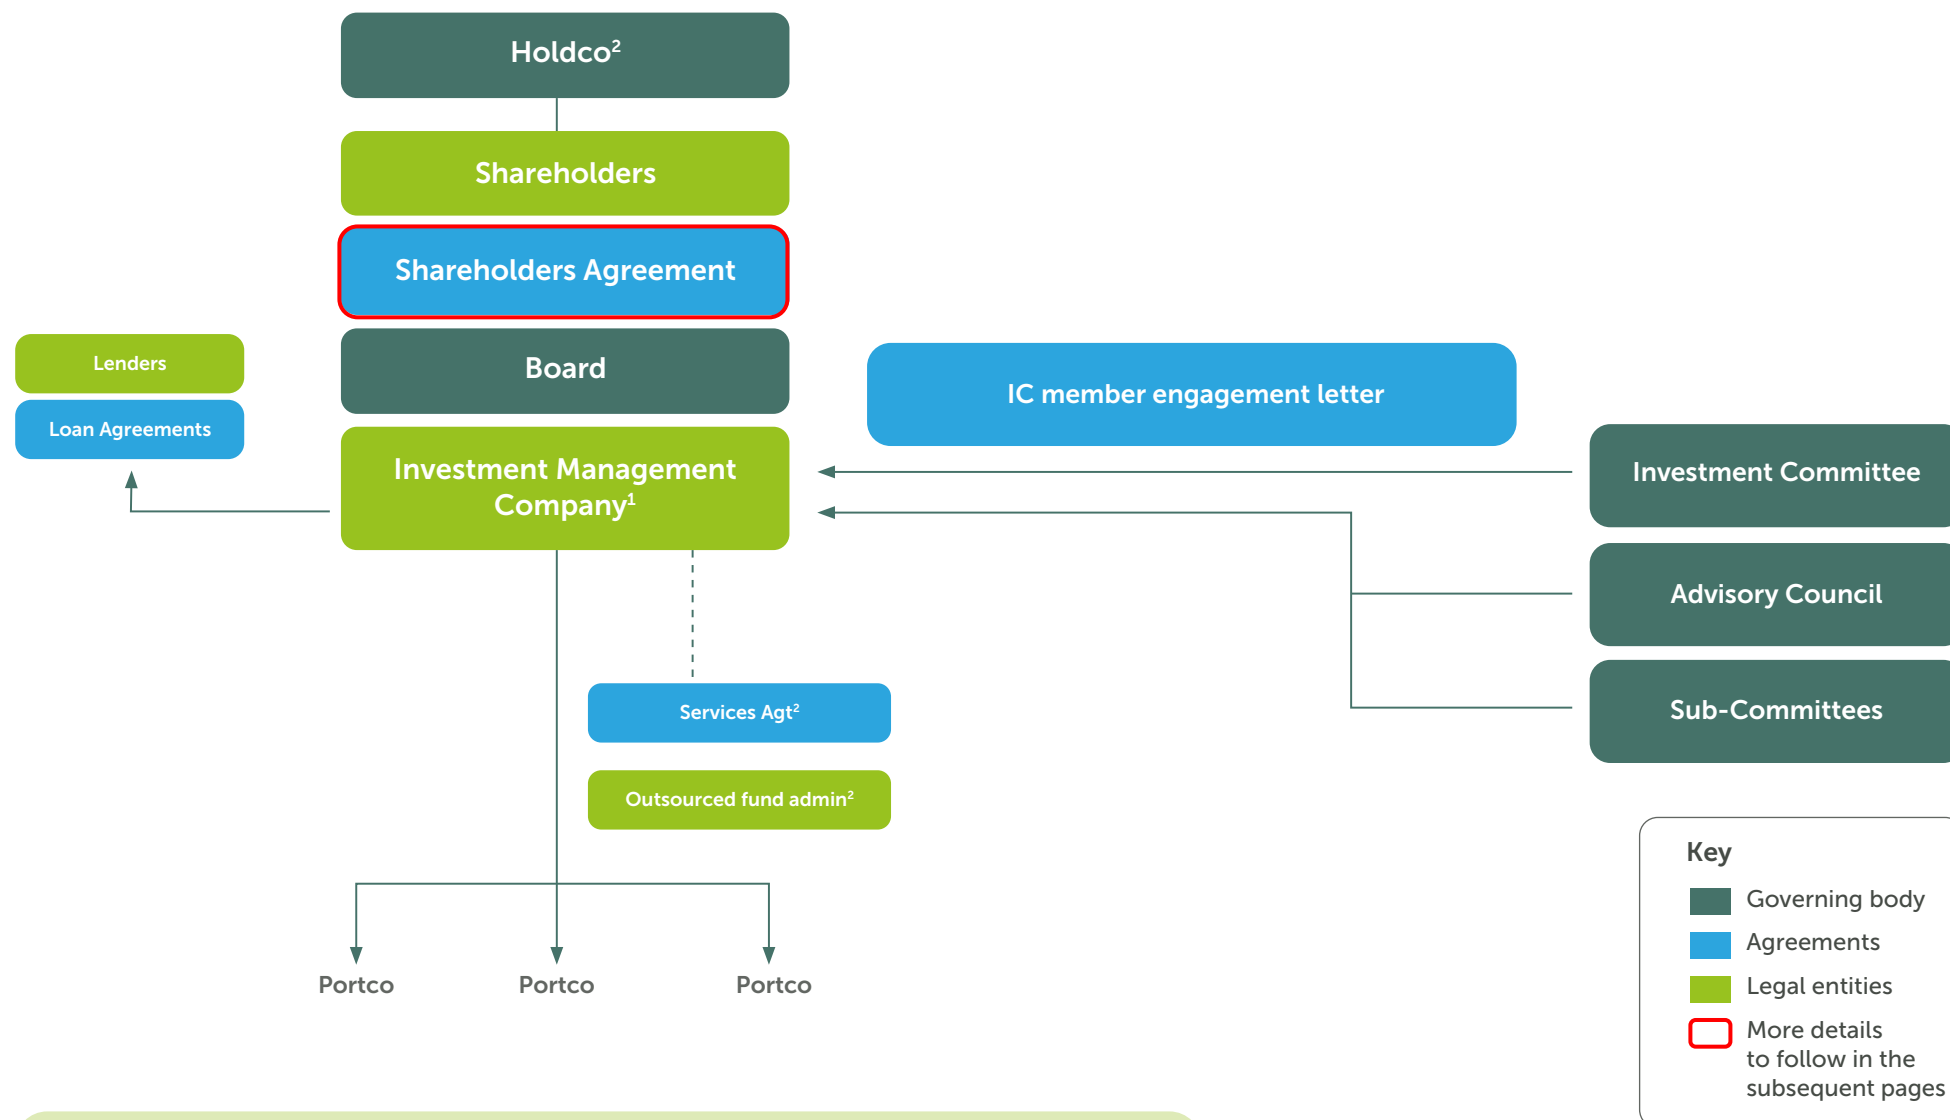 Holdco²
Shareholders
Shareholders Agreement
Board
Lenders
Loan Agreements
IC member engagement letter
Investment Management
Company¹
Investment Committee
Advisory Council
Sub-Committees
Services Agt²
Outsourced fund admin²
Portco
Portco
Portco
Key
Governing body
Agreements
Legal entities
More details
to follow in the
subsequent pages